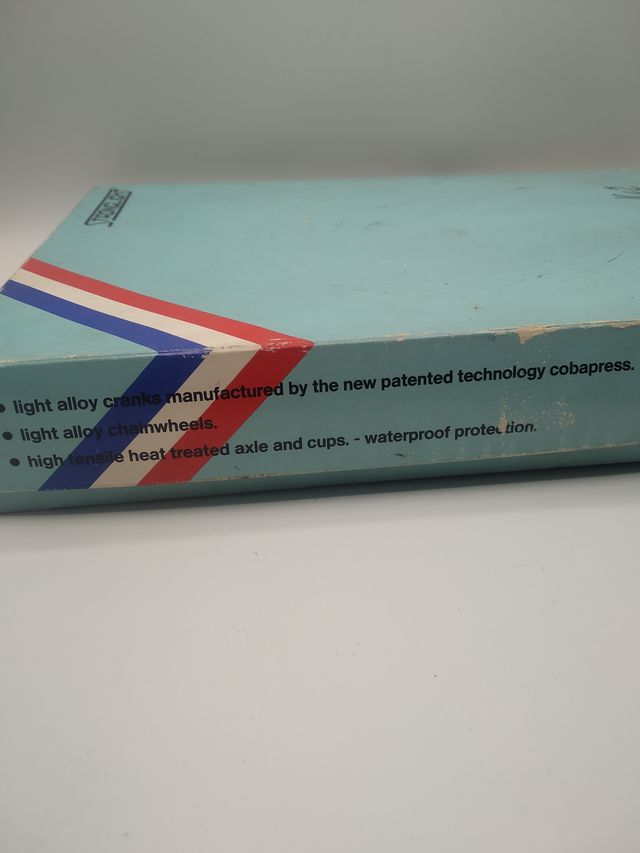 STRONGLIGHT
● light alloy cranks manufactured by the new patented technology cobapress.
● light alloy chainwheels.
● high tensile heat treated axle and cups. - waterproof protection.